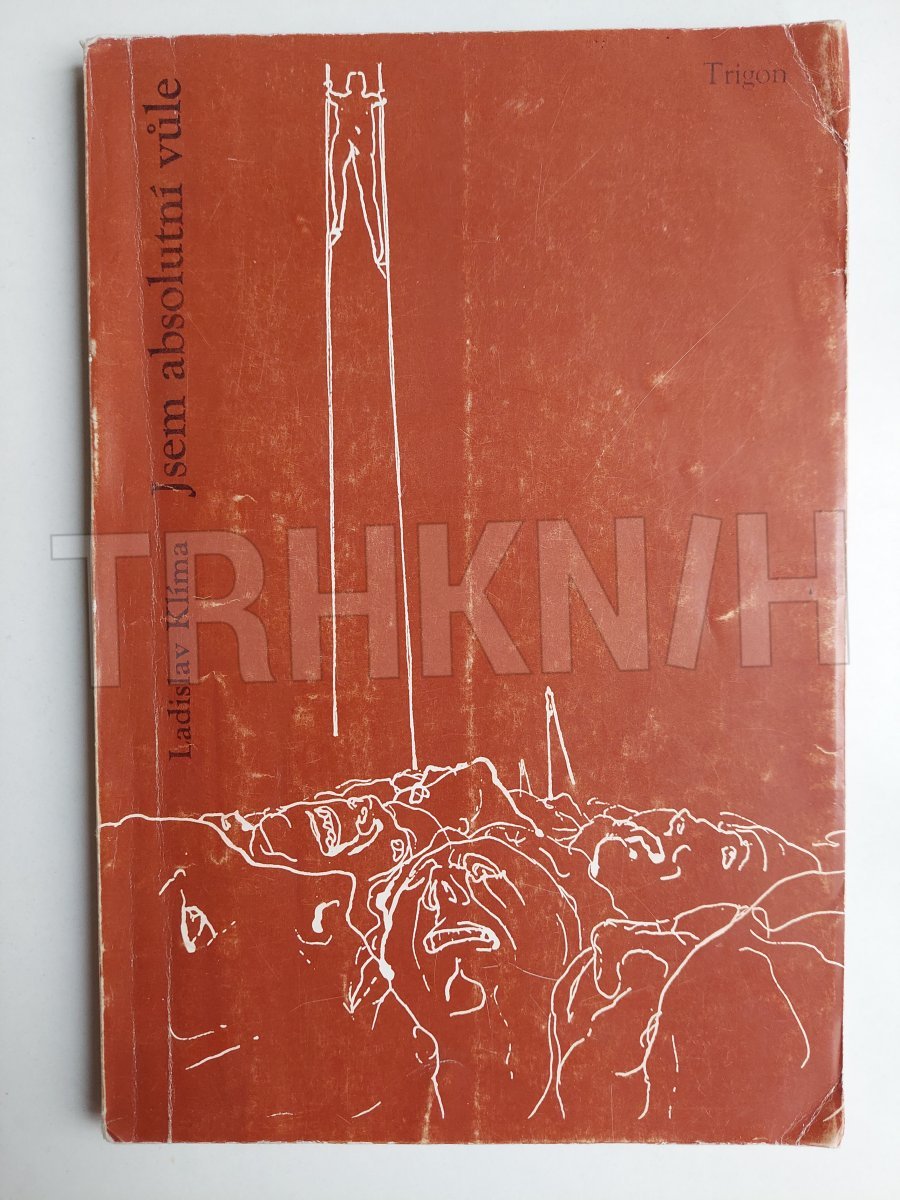 Trigon
Ladislav Klíma Jsem absolutní vůle
TRHKNIH